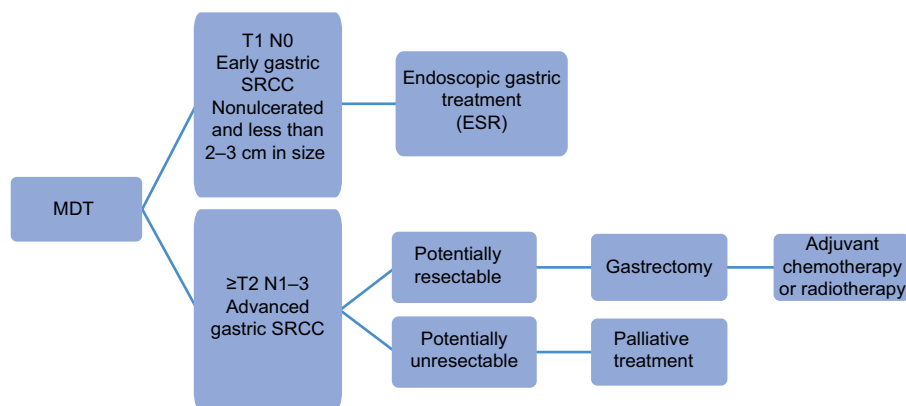 MDT
T1 N0
Early gastric
SRCC
Nonulcerated
and less than
2–3 cm in size
Endoscopic gastric
treatment
(ESR)
≥T2 N1–3
Advanced
gastric SRCC
Potentially
resectable
Gastrectomy
Adjuvant
chemotherapy
or radiotherapy
Potentially
unresectable
Palliative
treatment